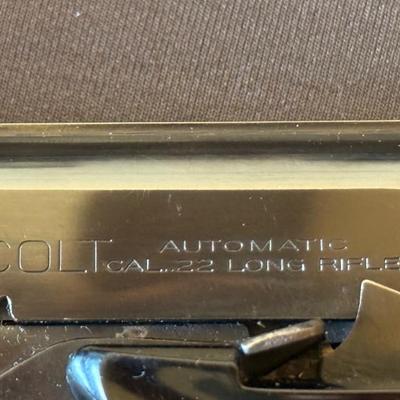 COLT
AUTOMATIC
CAL. .22 LONG RIFLE